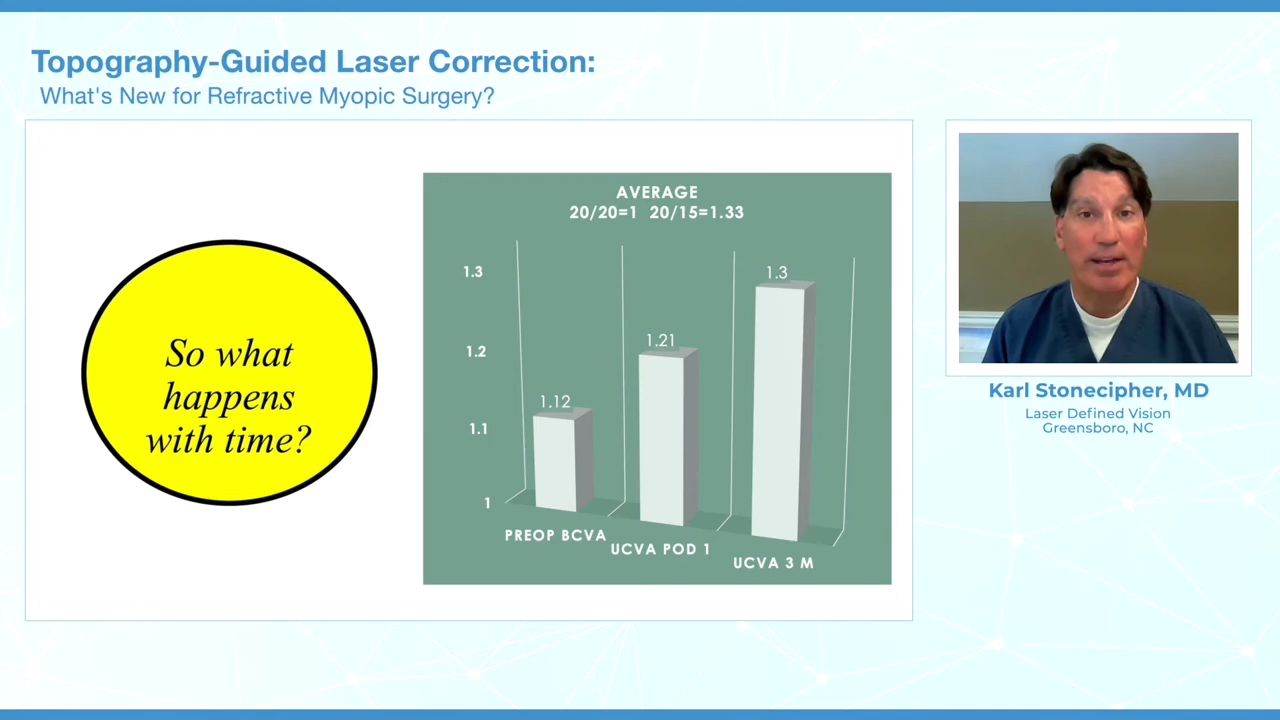 Topography-Guided Laser Correction:
What's New for Refractive Myopic Surgery?
So what
happens
with time?
AVERAGE
20/20=1 20/15=1.33
1.3
1.2
1.1
1
1.12
1.21
1.3
PREOP BCVA
UCVA POD 1
UCVA 3 M
Karl Stonecipher, MD
Laser Defined Vision
Greensboro, NC